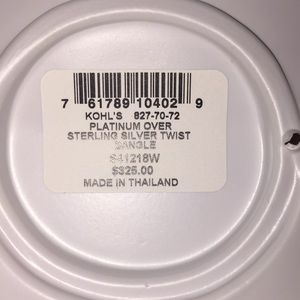 7 61789 10402 9
KOHL'S 827-70-72
PLATINUM OVER
STERLING SILVER TWIST
BANGLE
S41218W
$325.00
MADE IN THAILAND